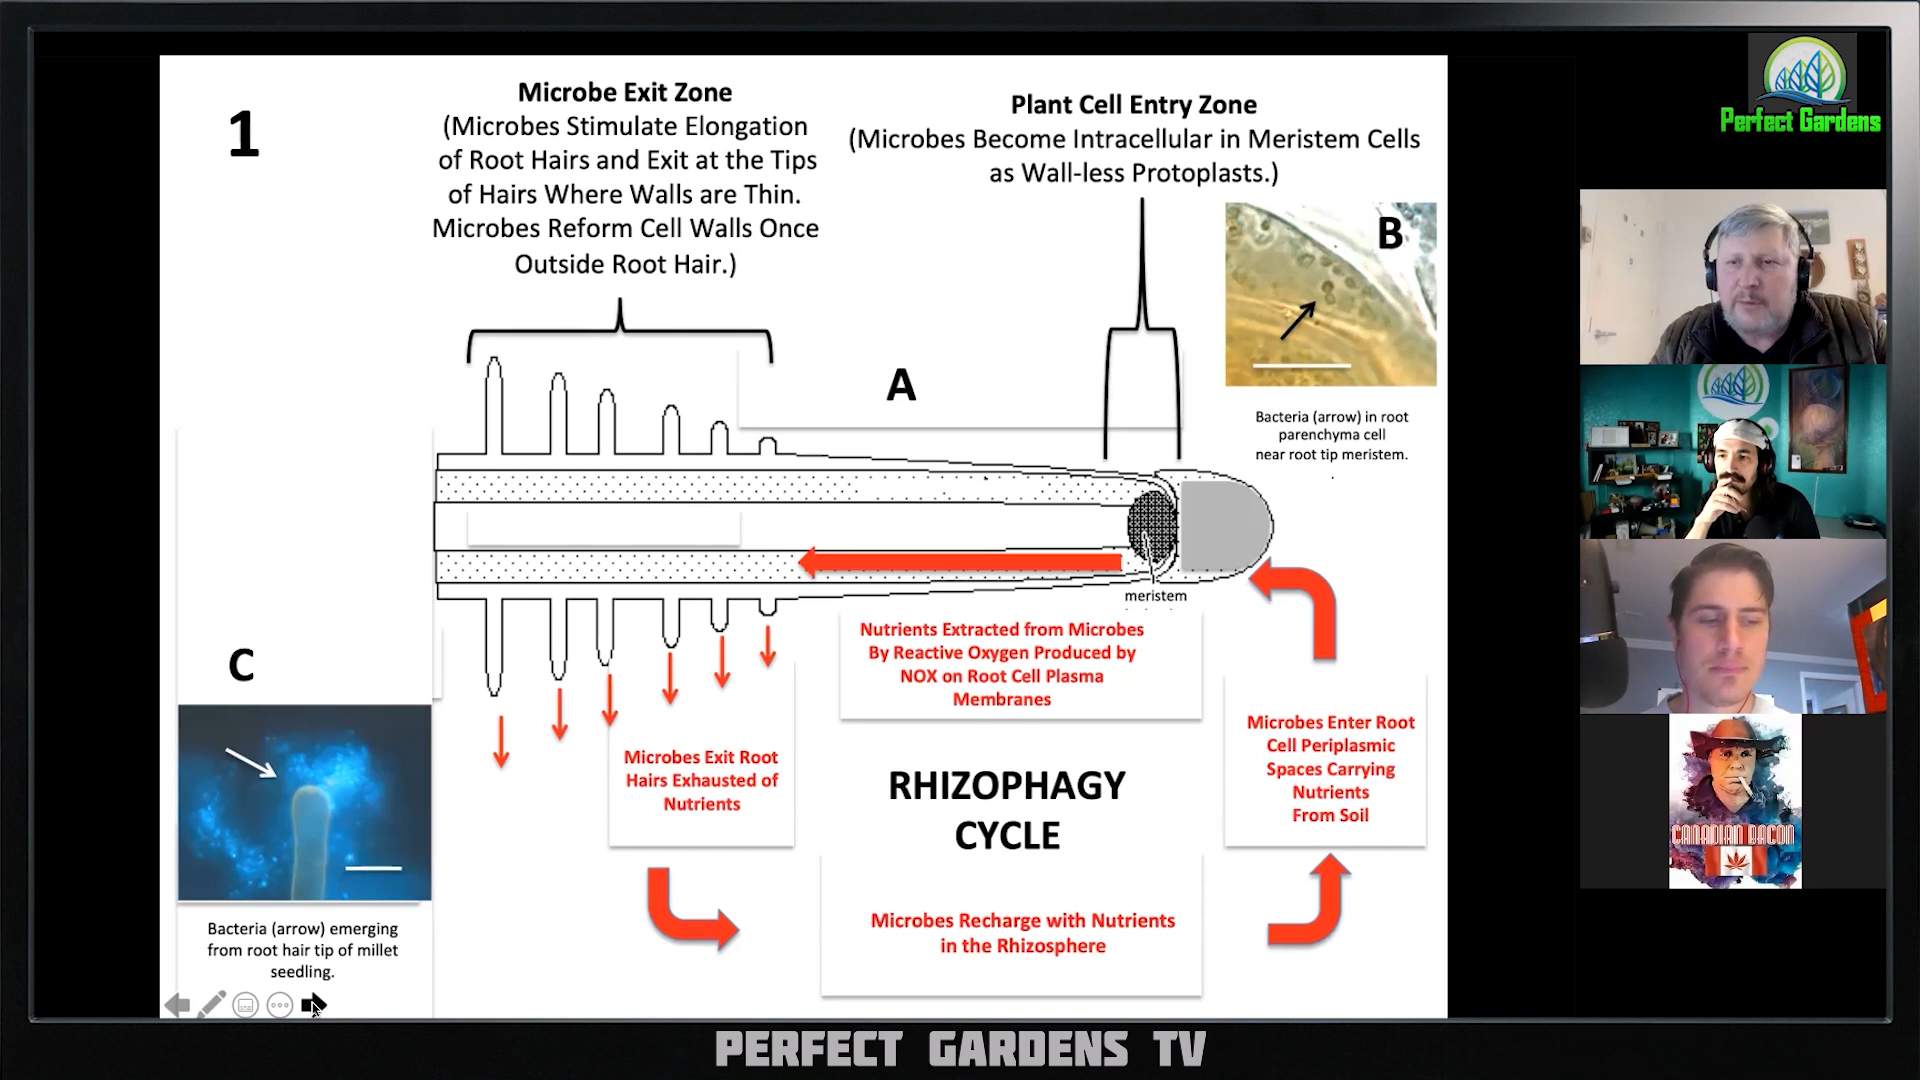 1
Microbe Exit Zone
(Microbes Stimulate Elongation
of Root Hairs and Exit at the Tips
of Hairs Where Walls are Thin.
Microbes Reform Cell Walls Once
Outside Root Hair.)
Plant Cell Entry Zone
(Microbes Become Intracellular in Meristem Cells
as Wall-less Protoplasts.)
B
Bacteria (arrow) in root
parenchyma cell
near root tip meristem.
A
meristem
Nutrients Extracted from Microbes
By Reactive Oxygen Produced by
NOX on Root Cell Plasma
Membranes
C
Microbes Exit Root
Hairs Exhausted of
Nutrients
RHIZOPHAGY
CYCLE
Microbes Enter Root
Cell Periplasmic
Spaces Carrying
Nutrients
From Soil
Microbes Recharge with Nutrients
in the Rhizosphere
Bacteria (arrow) emerging
from root hair tip of millet
seedling.
Perfect Gardens
CANADIAN BACON
PERFECT GARDENS TV